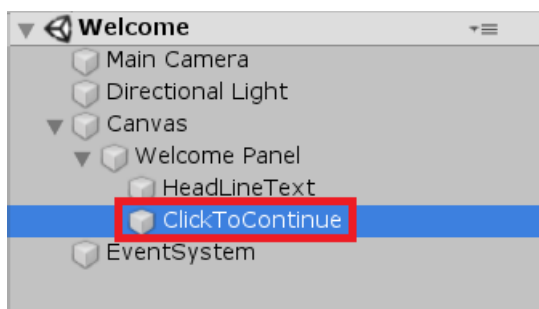 Welcome
Main Camera
Directional Light
Canvas
Welcome Panel
HeadLineText
ClickToContinue
EventSystem